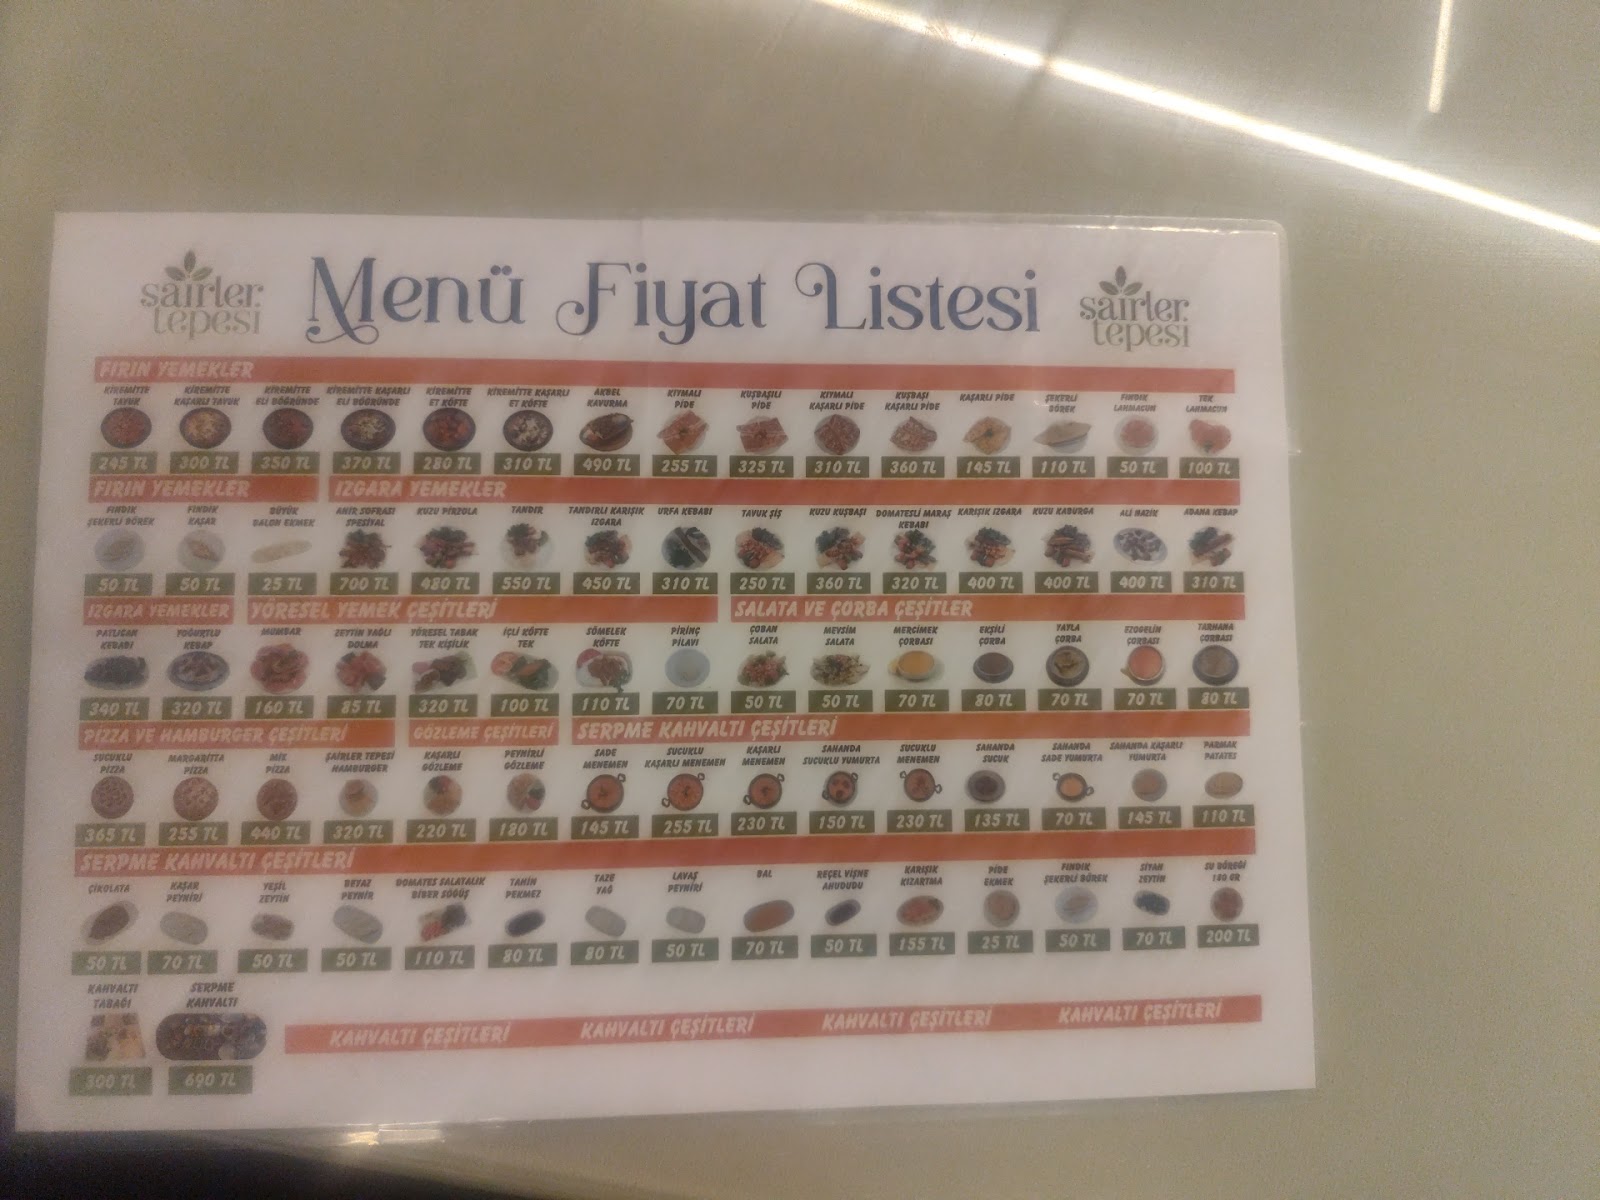 şairler
tepesi
Menü Fiyat Listesi
şairler
tepesi
FIRIN YEMEKLER
KİREMİTTE KİREMİTTE KİREMİTTE KİREMİTTE KAŞARLI KİREMİTTE KİREMİTTE KAŞARLI AKBEL KIYMALI KUŞBAŞILI KIYMALI KUŞBAŞI KAŞARLI PİDE ŞEKERLİ FINDIK TEK
TAVUK KAŞARLI TAVUK ELİ BÖĞRÜNDE ELİ BÖĞRÜNDE ET KÖFTE ET KÖFTE KAVURMA PİDE PİDE KAŞARLI PİDE KAŞARLI PİDE BÖREK LAHMACUN LAHMACUN
245 TL 300 TL 350 TL 370 TL 280 TL 310 TL 490 TL 255 TL 325 TL 310 TL 360 TL 145 TL 110 TL 50 TL 100 TL
FIRIN YEMEKLER IZGARA YEMEKLER
FINDIK FINDIK BÜYÜK AHİR SOFRASI KUZU PİRZOLA TANDIR TANDIRLI KARIŞIK URFA KEBABI TAVUK ŞİŞ KUZU KUŞBAŞI DOMATESLİ MARAŞ KARIŞIK IZGARA KUZU KABURGA ALİ NAZİK ADANA KEBAP
ŞEKERLİ BÖREK KAŞAR BALON EKMEK SPESİYAL IZGARA KEBABI
50 TL 50 TL 25 TL 700 TL 480 TL 550 TL 450 TL 310 TL 250 TL 360 TL 320 TL 400 TL 400 TL 400 TL 310 TL
IZGARA YEMEKLER YÖRESEL YEMEK ÇEŞİTLERİ SALATA VE ÇORBA ÇEŞİTLER
PATLICAN YOĞURTLU MUMBAR ZEYTİN YAĞLI YÖRESEL TABAK İÇLİ KÖFTE SÖMELEK PİRİNÇ ÇOBAN MEVSİM MERCİMEK EKŞİLİ YAYLA EZOGELİN TARHANA
KEBABI KEBAP DOLMA TEK KİŞİLİK TEK KÖFTE PİLAVI SALATA SALATA ÇORBASI ÇORBA ÇORBA ÇORBASI ÇORBASI
340 TL 320 TL 160 TL 85 TL 320 TL 100 TL 110 TL 70 TL 50 TL 50 TL 70 TL 80 TL 70 TL 70 TL 80 TL
PİZZA VE HAMBURGER ÇEŞİTLERİ GÖZLEME ÇEŞİTLERİ SERPME KAHVALTI ÇEŞİTLERİ
SUCUKLU MARGARITTA MİX ŞAİRLER TEPESİ KAŞARLI PEYNİRLİ SADE SUCUKLU KAŞARLI SAHANDA SUCUKLU SAHANDA SAHANDA SAHANDA KAŞARLI PARMAK
PİZZA PİZZA PİZZA HAMBURGER GÖZLEME GÖZLEME MENEMEN KAŞARLI MENEMEN MENEMEN SUCUKLU YUMURTA MENEMEN SUCUK SADE YUMURTA YUMURTA PATATES
365 TL 255 TL 440 TL 320 TL 220 TL 180 TL 145 TL 255 TL 230 TL 150 TL 230 TL 135 TL 70 TL 145 TL 110 TL
SERPME KAHVALTI ÇEŞİTLERİ
ÇİKOLATA KAŞAR YEŞİL BEYAZ DOMATES SALATALIK TAHİN TAZE LAVAŞ BAL REÇEL VİŞNE KARIŞIK PİDE FINDIK SİYAH SU BÖREĞİ
PEYNİRİ ZEYTİN PEYNİR BİBER SÖĞÜŞ PEKMEZ YAĞ PEYNİRİ AHUDUDU KIZARTMA EKMEK ŞEKERLİ BÖREK ZEYTİN 180 GR
50 TL 70 TL 50 TL 50 TL 110 TL 80 TL 80 TL 50 TL 70 TL 50 TL 155 TL 25 TL 50 TL 70 TL 200 TL
KAHVALTI SERPME
TABAĞI KAHVALTI
300 TL 690 TL
KAHVALTI ÇEŞİTLERİ KAHVALTI ÇEŞİTLERİ KAHVALTI ÇEŞİTLERİ KAHVALTI ÇEŞİTLERİ